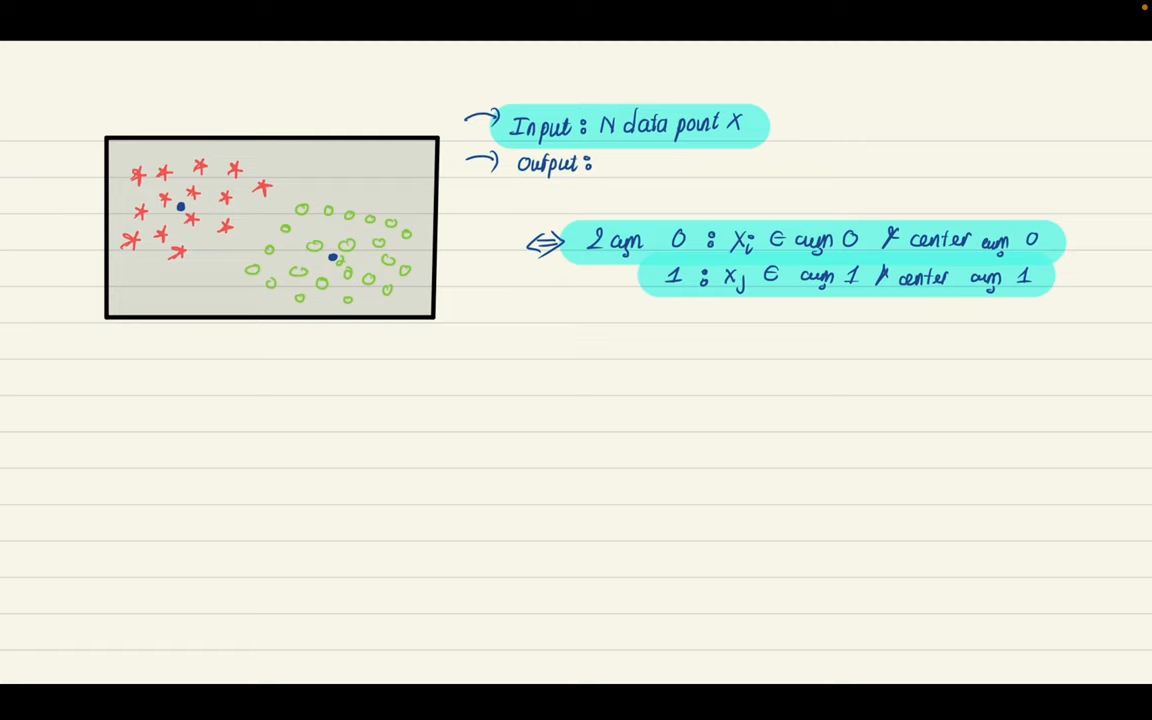 Input: N data point X
Output:
⇔ 2 cụm 0 : Xi ∈ cụm 0 & center cụm 0
1 : xj ∈ cụm 1 & center cụm 1